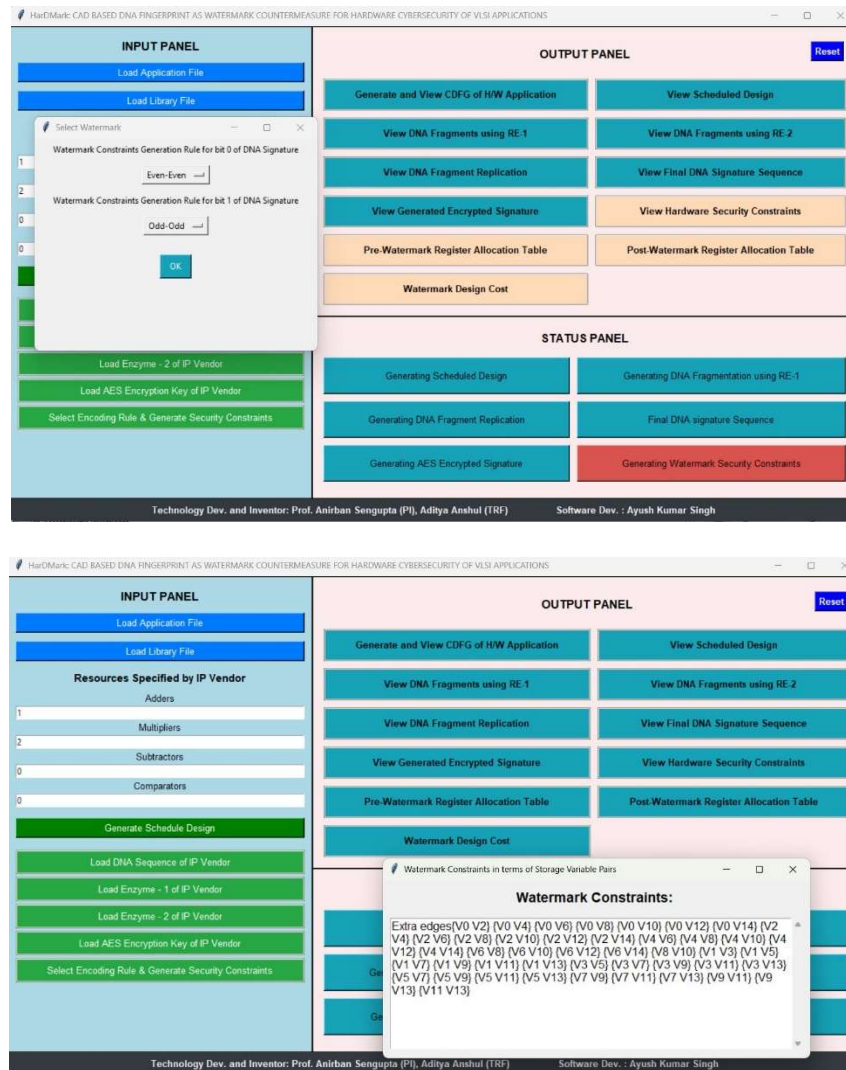 HarDMark: CAD BASED DNA FINGERPRINT AS WATERMARK COUNTERMEASURE FOR HARDWARE CYBERSECURITY OF VLSI APPLICATIONS
INPUT PANEL
Load Application File
Load Library File
Select Watermark
Watermark Constraints Generation Rule for bit 0 of DNA Signature
Even-Even
Watermark Constraints Generation Rule for bit 1 of DNA Signature
Odd-Odd
OK
1
2
0
0
Load Enzyme - 2 of IP Vendor
Load AES Encryption Key of IP Vendor
Select Encoding Rule & Generate Security Constraints
OUTPUT PANEL
Reset
Generate and View CDFG of H/W Application
View Scheduled Design
View DNA Fragments using RE-1
View DNA Fragments using RE-2
View DNA Fragment Replication
View Final DNA Signature Sequence
View Generated Encrypted Signature
View Hardware Security Constraints
Pre-Watermark Register Allocation Table
Post-Watermark Register Allocation Table
Watermark Design Cost
STATUS PANEL
Generating Scheduled Design
Generating DNA Fragmentation using RE-1
Generating DNA Fragment Replication
Final DNA signature Sequence
Generating AES Encrypted Signature
Generating Watermark Security Constraints
Technology Dev. and Inventor: Prof. Anirban Sengupta (PI), Aditya Anshul (TRF) Software Dev. : Ayush Kumar Singh
HarDMark: CAD BASED DNA FINGERPRINT AS WATERMARK COUNTERMEASURE FOR HARDWARE CYBERSECURITY OF VLSI APPLICATIONS
INPUT PANEL
Load Application File
Load Library File
Resources Specified by IP Vendor
Adders
1
Multipliers
2
Subtractors
0
Comparators
0
Generate Schedule Design
Load DNA Sequence of IP Vendor
Load Enzyme - 1 of IP Vendor
Load Enzyme - 2 of IP Vendor
Load AES Encryption Key of IP Vendor
Select Encoding Rule & Generate Security Constraints
OUTPUT PANEL
Reset
Generate and View CDFG of H/W Application
View Scheduled Design
View DNA Fragments using RE-1
View DNA Fragments using RE-2
View DNA Fragment Replication
View Final DNA Signature Sequence
View Generated Encrypted Signature
View Hardware Security Constraints
Pre-Watermark Register Allocation Table
Post-Watermark Register Allocation Table
Watermark Design Cost
Watermark Constraints in terms of Storage Variable Pairs
Watermark Constraints:
Extra edges{V0 V2} {V0 V4} {V0 V6} {V0 V8} {V0 V10} {V0 V12} {V0 V14} {V2
V4} {V2 V6} {V2 V8} {V2 V10} {V2 V12} {V2 V14} {V4 V6} {V4 V8} {V4 V10} {V4
V12} {V4 V14} {V6 V8} {V6 V10} {V6 V12} {V6 V14} {V8 V10} {V1 V3} {V1 V5}
{V1 V7} {V1 V9} {V1 V11} {V1 V13} {V3 V5} {V3 V7} {V3 V9} {V3 V11} {V3 V13}
{V5 V7} {V5 V9} {V5 V11} {V5 V13} {V7 V9} {V7 V11} {V7 V13} {V9 V11} {V9
V13} {V11 V13}
Ge
Ge
Technology Dev. and Inventor: Prof. Anirban Sengupta (PI), Aditya Anshul (TRF) Software Dev. : Ayush Kumar Singh